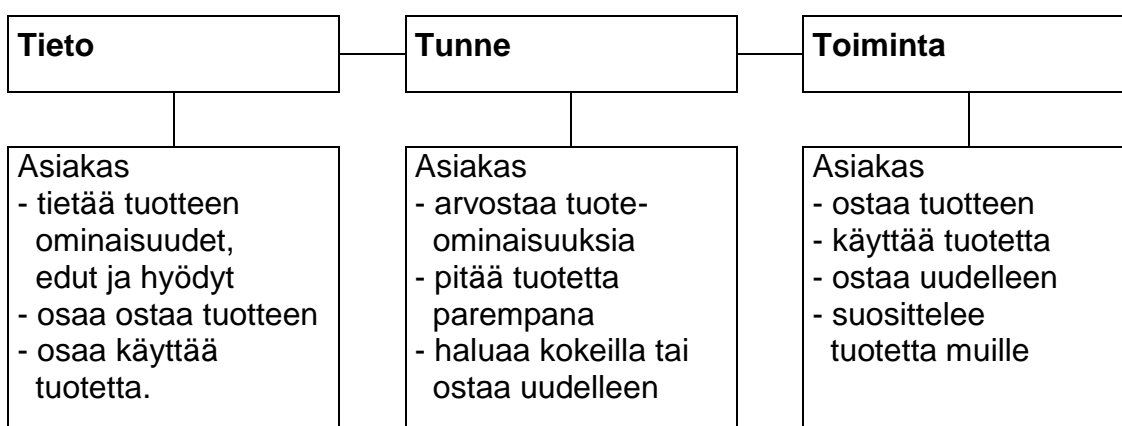 Tieto
Tunne
Toiminta
Asiakas
- tietää tuotteen
ominaisuudet,
edut ja hyödyt
- osaa ostaa tuotteen
- osaa käyttää
tuotetta.
Asiakas
- arvostaa tuote-
ominaisuuksia
- pitää tuotetta
parempana
- haluaa kokeilla tai
ostaa uudelleen
Asiakas
- ostaa tuotteen
- käyttää tuotetta
- ostaa uudelleen
- suosittelee
tuotetta muille